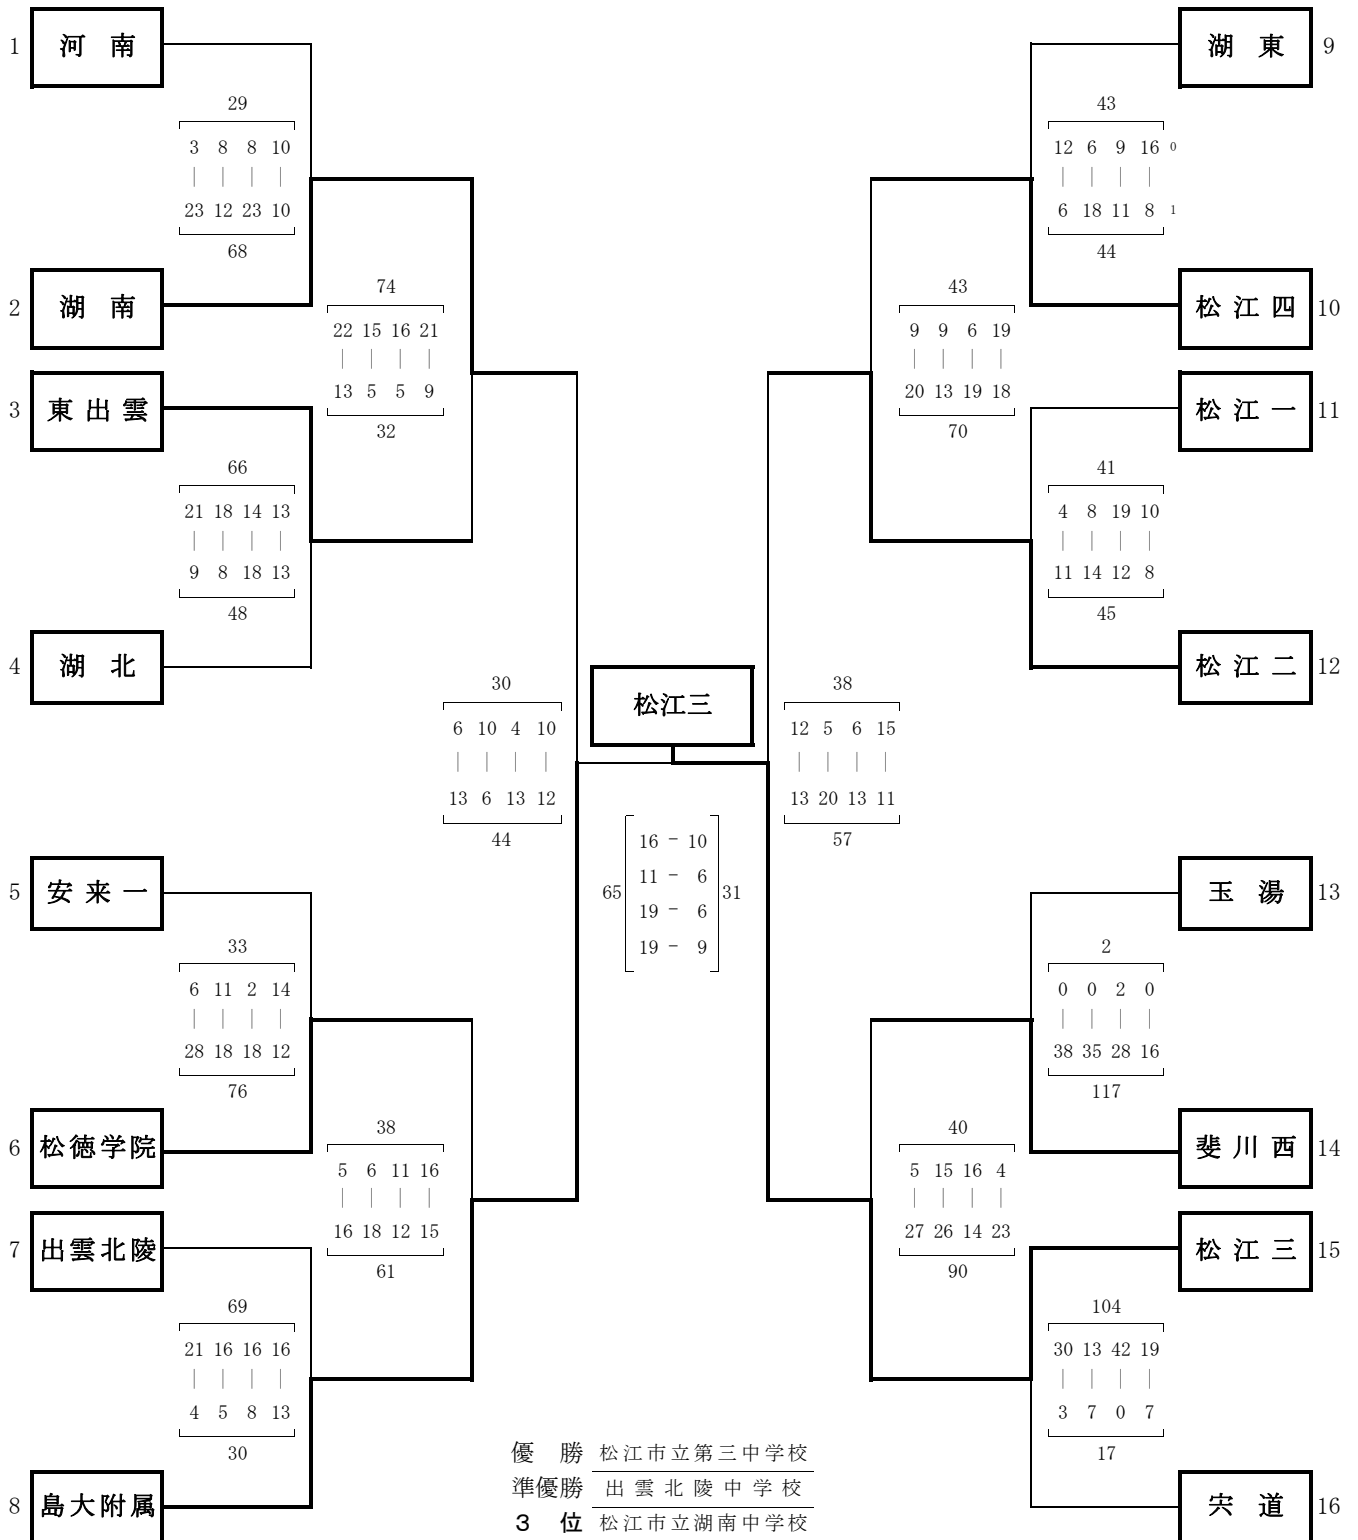 1 河南
湖東 9
29
3 8 8 10
23 12 23 10
68
43
12 6 9 16 0
6 18 11 8 1
44
2 湖南
松江四 10
74
22 15 16 21
13 5 5 9
32
43
9 9 6 19
20 13 19 18
70
3 東出雲
松江一 11
66
21 18 14 13
9 8 18 13
48
41
4 8 19 10
11 14 12 8
45
4 湖北
松江二 12
30
6 10 4 10
13 6 13 12
44
松江三
38
12 5 6 15
13 20 13 11
57
65
16 - 10
11 - 6
19 - 6
19 - 9
31
5 安来一
玉湯 13
33
6 11 2 14
28 18 18 12
76
2
0 0 2 0
38 35 28 16
117
6 松徳学院
斐川西 14
38
5 6 11 16
16 18 12 15
61
40
5 15 16 4
27 26 14 23
90
7 出雲北陵
松江三 15
69
21 16 16 16
4 5 8 13
30
104
30 13 42 19
3 7 0 7
17
8 島大附属
宍道 16
優勝 松江市立第三中学校
準優勝 出雲北陵中学校
3位 松江市立湖南中学校